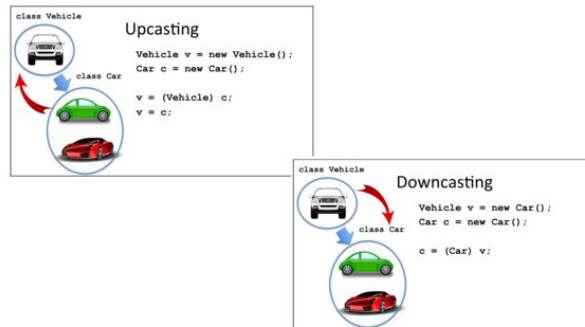 class Vehicle
Upcasting
Vehicle v = new Vehicle();
Car c = new Car();
class Car
v = (Vehicle) c;
v = c;
class Vehicle
Downcasting
Vehicle v = new Car();
Car c = new Car();
class Car
c = (Car) v;